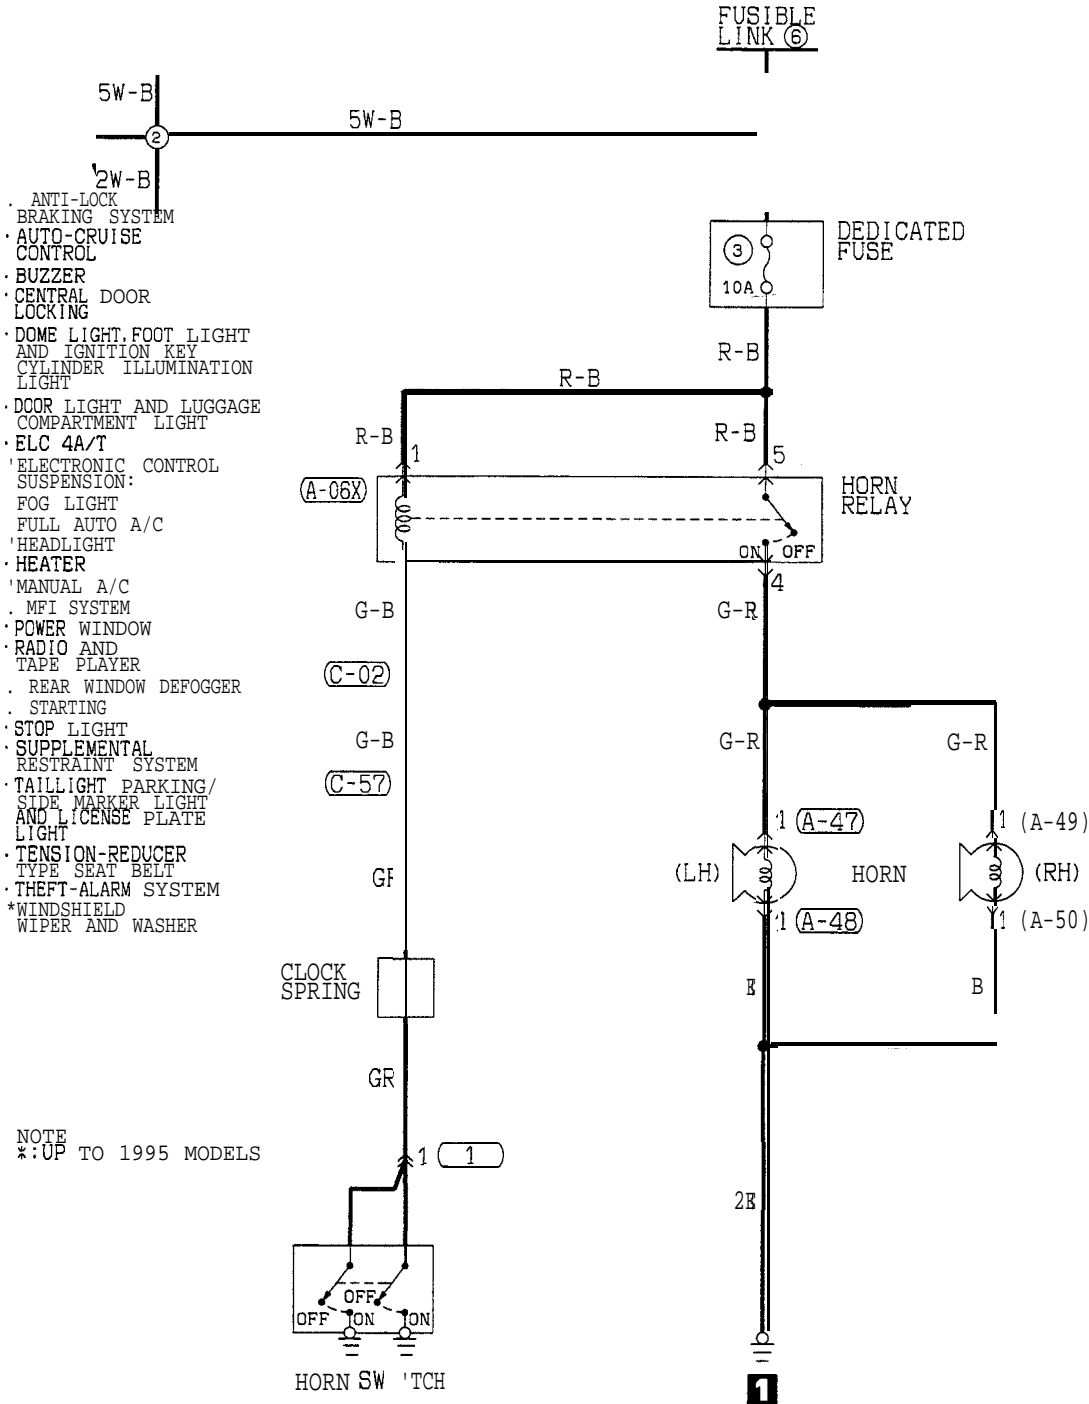 FUSIBLE
LINK ⑥
5W-B
5W-B
②
'2W-B
. ANTI-LOCK
BRAKING SYSTEM
· AUTO-CRUISE
CONTROL
· BUZZER
· CENTRAL DOOR
LOCKING
· DOME LIGHT, FOOT LIGHT
AND IGNITION KEY
CYLINDER ILLUMINATION
LIGHT
· DOOR LIGHT AND LUGGAGE
COMPARTMENT LIGHT
· ELC 4A/T
'ELECTRONIC CONTROL
SUSPENSION:
FOG LIGHT
FULL AUTO A/C
'HEADLIGHT
· HEATER
'MANUAL A/C
. MFI SYSTEM
· POWER WINDOW
· RADIO AND
TAPE PLAYER
. REAR WINDOW DEFOGGER
. STARTING
· STOP LIGHT
· SUPPLEMENTAL
RESTRAINT SYSTEM
· TAILLIGHT PARKING/
SIDE MARKER LIGHT
AND LICENSE PLATE
LIGHT
· TENSION-REDUCER
TYPE SEAT BELT
· THEFT-ALARM SYSTEM
*WINDSHIELD
WIPER AND WASHER
DEDICATED
FUSE
③
10A
R-B
R-B
R-B
1
R-B
5
(A-06X)
HORN
RELAY
ON OFF
4
G-B
G-R
(C-02)
G-B
G-R
G-R
(C-57)
1 (A-47)
1 (A-49)
GF
(LH)
HORN
(RH)
1 (A-48)
1 (A-50)
CLOCK
SPRING
B
GR
NOTE
*:UP TO 1995 MODELS
1 ( 1 )
OFF
OFF
ON
ON
HORN SW 'TCH
1